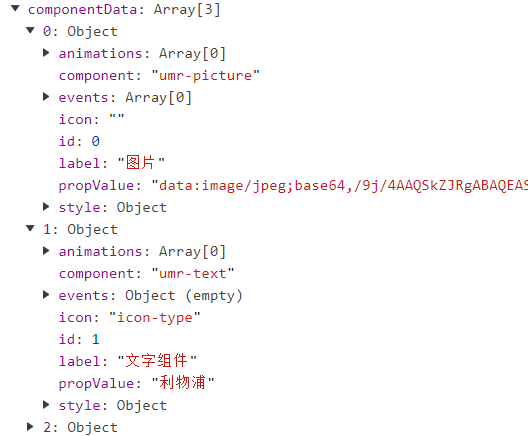 componentData: Array[3]
0: Object
animations: Array[0]
component: "umr-picture"
events: Array[0]
icon: ""
id: 0
label: "图片"
propValue: "data:image/jpeg;base64,/9j/4AAQSkZJRgABAQEAS
style: Object
1: Object
animations: Array[0]
component: "umr-text"
events: Object (empty)
icon: "icon-type"
id: 1
label: "文字组件"
propValue: "利物浦"
style: Object
2: Object